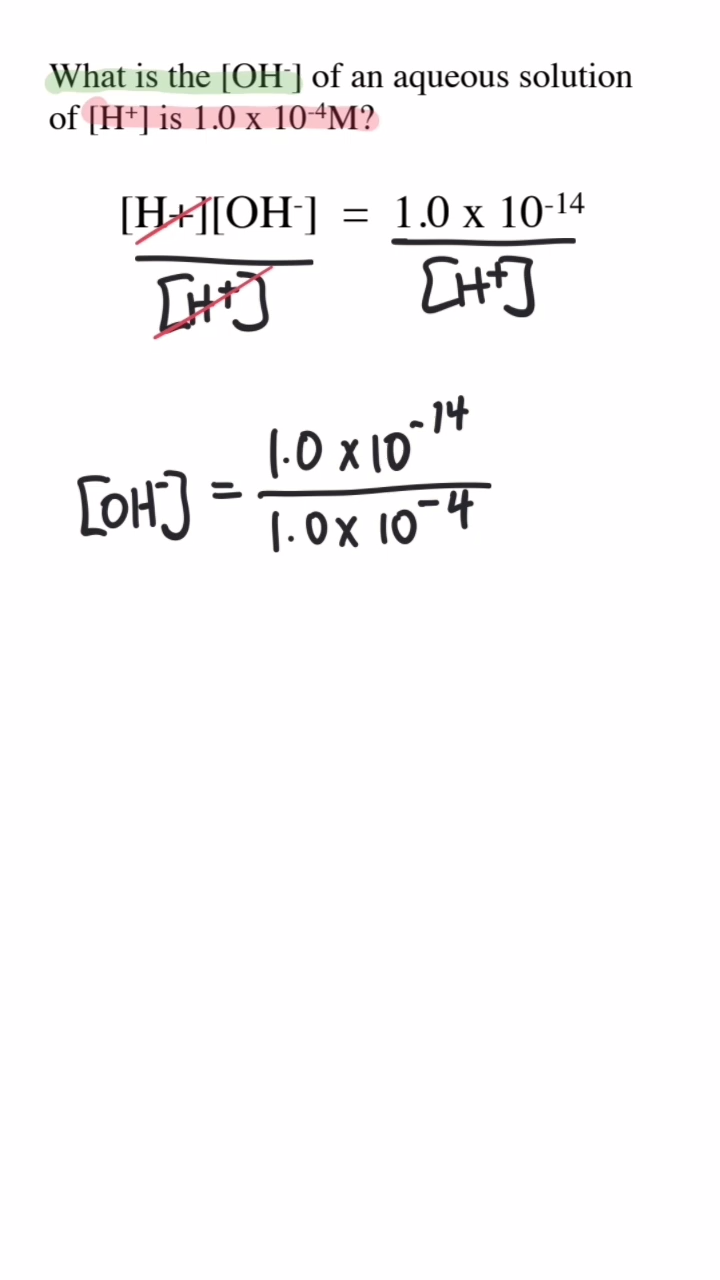 What is the [OH⁻] of an aqueous solution
of [H⁺] is 1.0 x 10⁻⁴M?
[H+][OH⁻] = 1.0 x 10⁻¹⁴
[H⁺] [H⁺]
1.0 x 10⁻¹⁴
[OH⁻] =
1.0 x 10⁻⁴